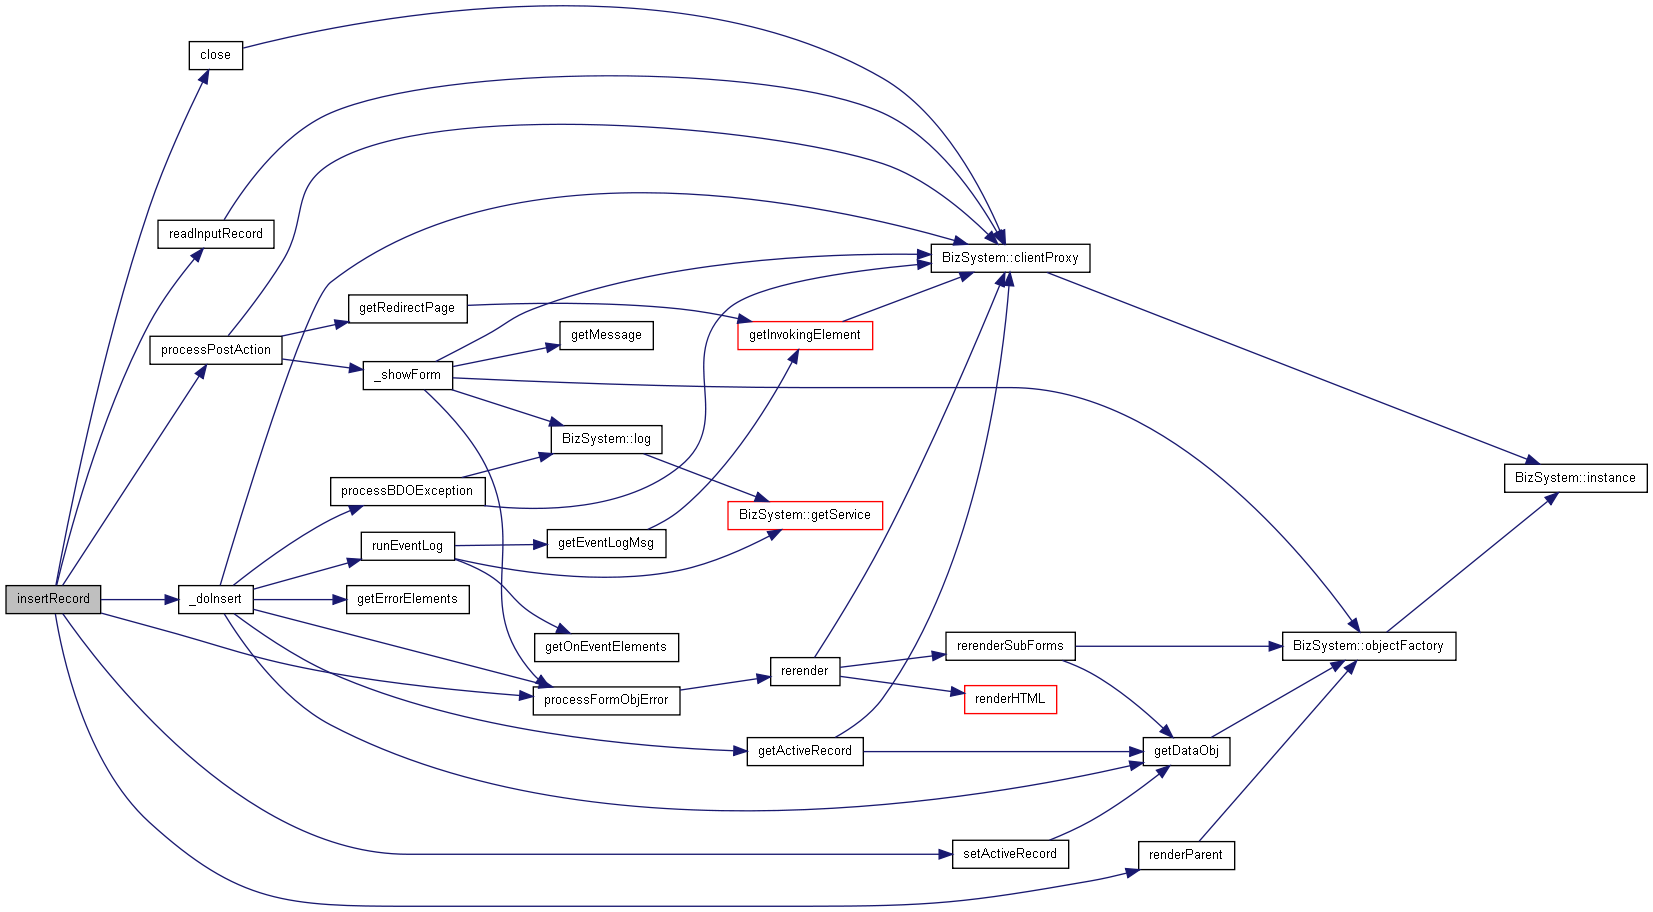 close
readInputRecord
BizSystem::clientProxy
getRedirectPage
getMessage
getInvokingElement
processPostAction
_showForm
BizSystem::log
BizSystem::instance
processBDOException
BizSystem::getService
runEventLog
getEventLogMsg
insertRecord
_doInsert
getErrorElements
getOnEventElements
rerenderSubForms
BizSystem::objectFactory
rerender
processFormObjError
renderHTML
getActiveRecord
getDataObj
setActiveRecord
renderParent